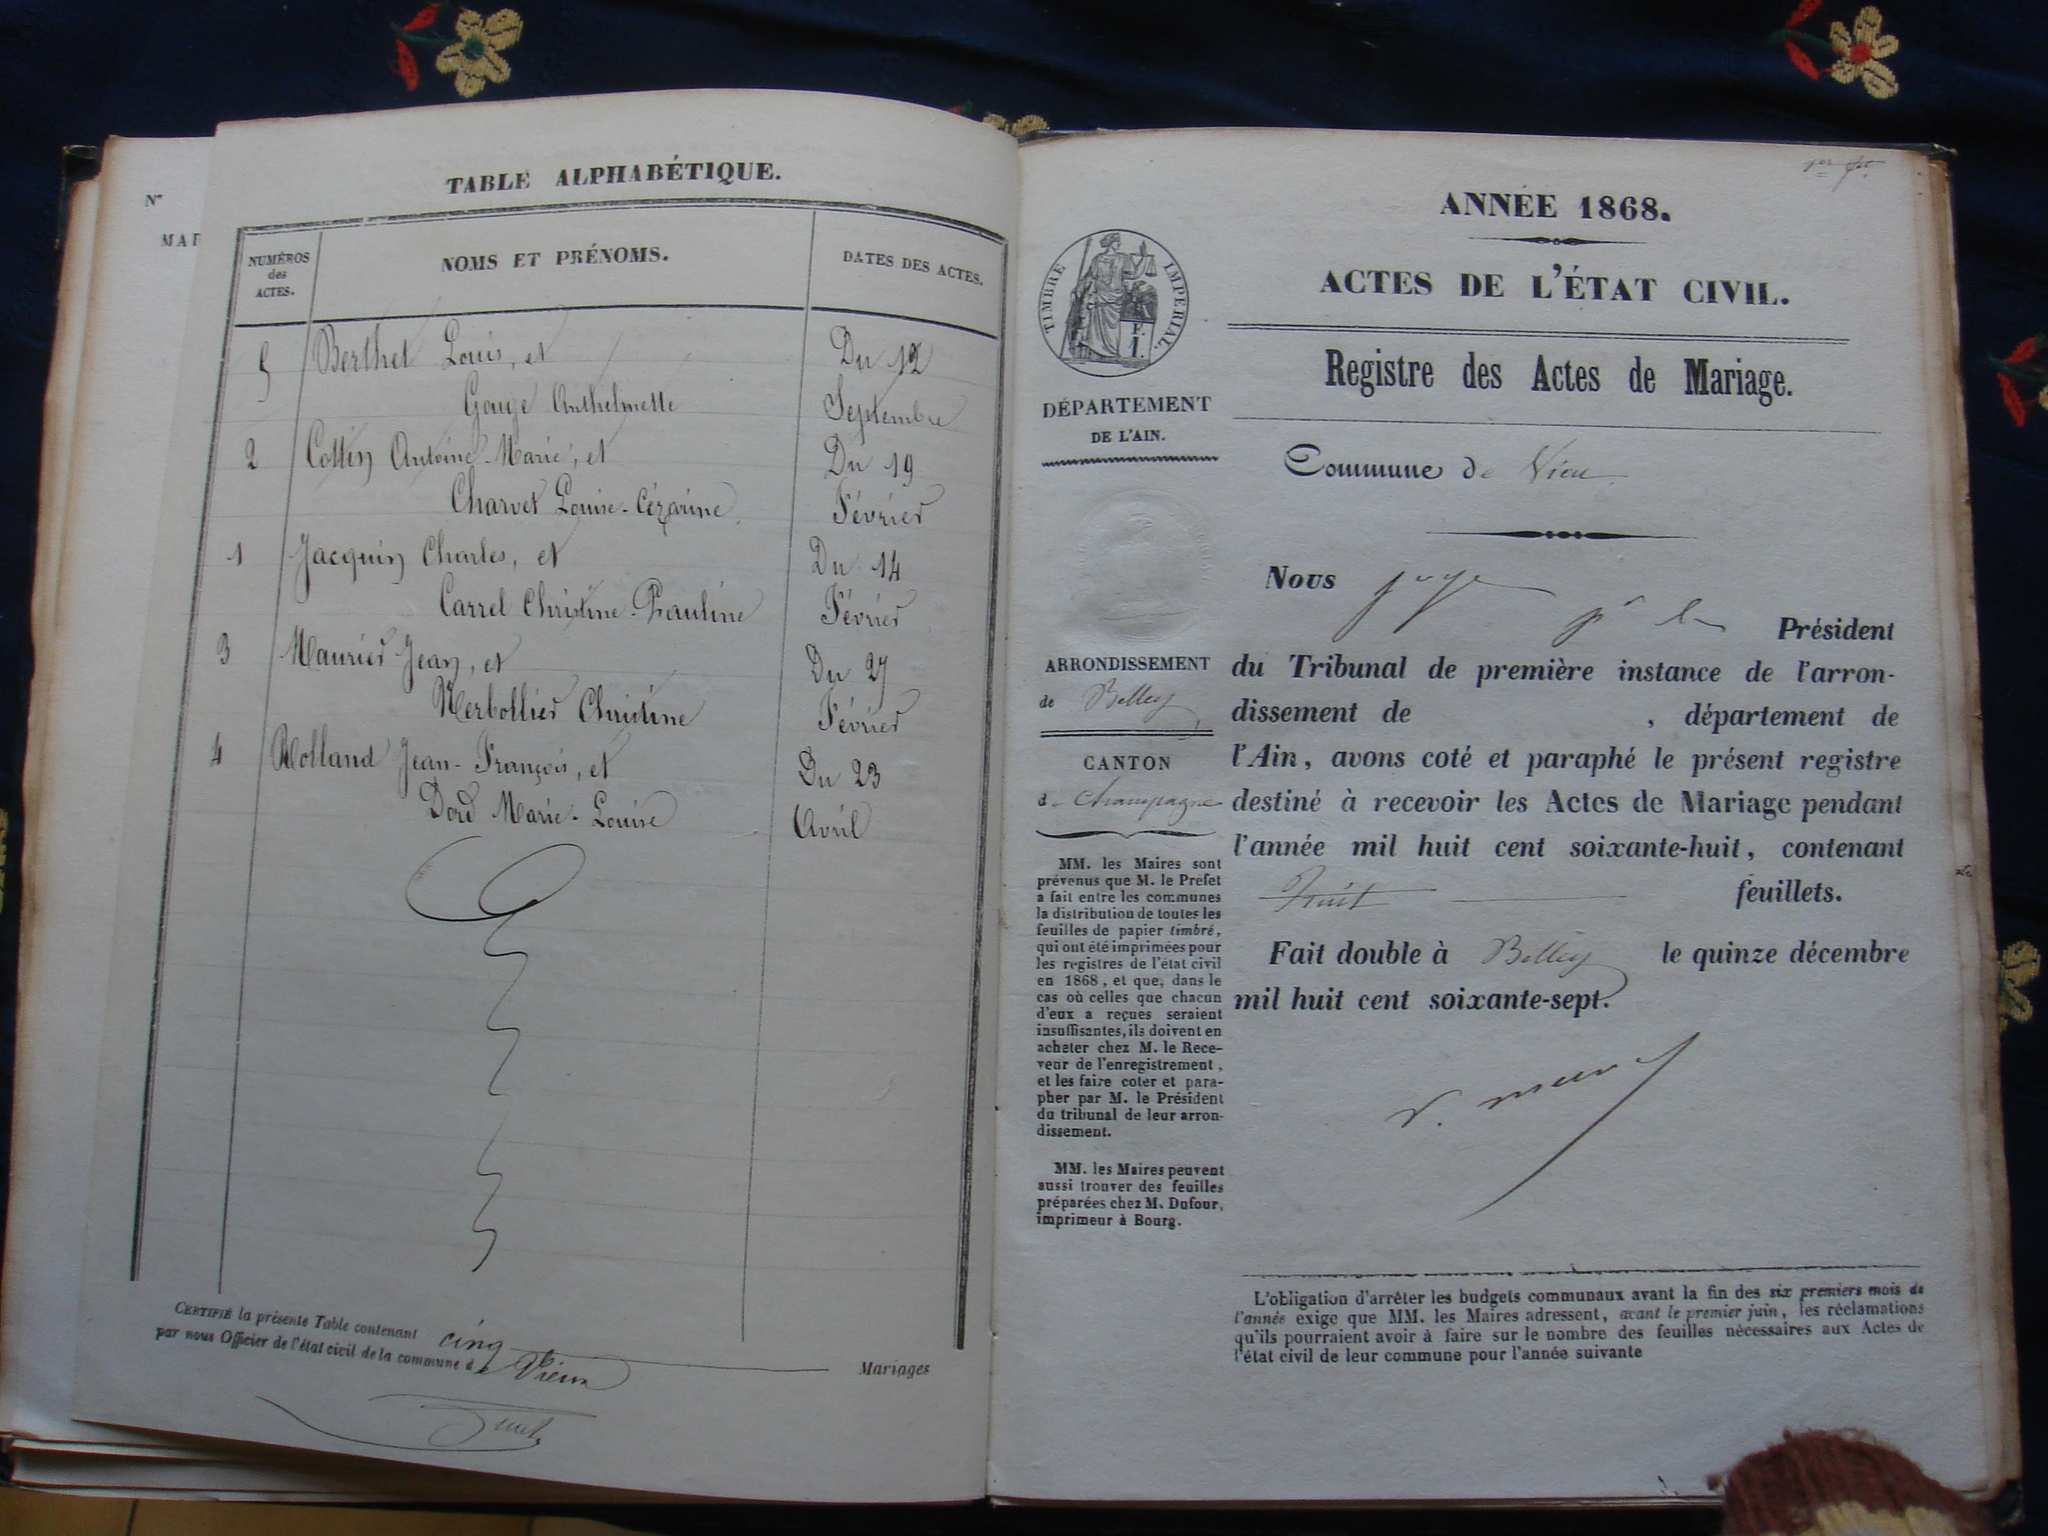 N°
MAR
TABLE ALPHABÉTIQUE.
NUMÉROS
des
ACTES.
NOMS ET PRÉNOMS.
DATES DES ACTES.
5 Berthet Louis, et Du 12
Gouge Anthelmette Septembre
2 Cottin Antoine-Marie, et Du 19
Charvet Louise-Cézarine Février
1 Jacquin Charles, et Du 14
Carrel Christine-Pauline Février
3 Maurier Jean, et Du 27
Merbollier Christine Février
4 Rolland Jean-François, et Du 23
Dord Marie-Louise Avril
CERTIFIÉ la présente Table contenant cinq Mariages
par nous Officier de l'état civil de la commune de Vieu
ANNÉE 1868.
ACTES DE L'ÉTAT CIVIL.
TIMBRE IMPÉRIAL
Registre des Actes de Mariage.
DÉPARTEMENT
DE L'AIN.
Commune de Vieu
Nous juge pr le Président
du Tribunal de première instance de l'arron-
dissement de , département de
l'Ain, avons coté et paraphé le présent registre
destiné à recevoir les Actes de Mariage pendant
l'année mil huit cent soixante-huit, contenant
huit feuillets.
Fait double à Belley le quinze décembre
mil huit cent soixante-sept.
ARRONDISSEMENT
de Belley
CANTON
de Champagne
MM. les Maires sont
prévenus que M. le Préfet
a fait entre les communes
la distribution de toutes les
feuilles de papier timbré,
qui ont été imprimées pour
les registres de l'état civil
en 1868, et que, dans le
cas où celles que chacun
d'eux a reçues seraient
insuffisantes, ils doivent en
acheter chez M. le Rece-
veur de l'enregistrement,
et les faire coter et para-
pher par M. le Président
du tribunal de leur arron-
dissement.
MM. les Maires peuvent
aussi trouver des feuilles
préparées chez M. Dufour,
imprimeur à Bourg.
L'obligation d'arrêter les budgets communaux avant la fin des six premiers mois de
l'année exige que MM. les Maires adressent, avant le premier juin, les réclamations
qu'ils pourraient avoir à faire sur le nombre des feuilles nécessaires aux Actes de
l'état civil de leur commune pour l'année suivante